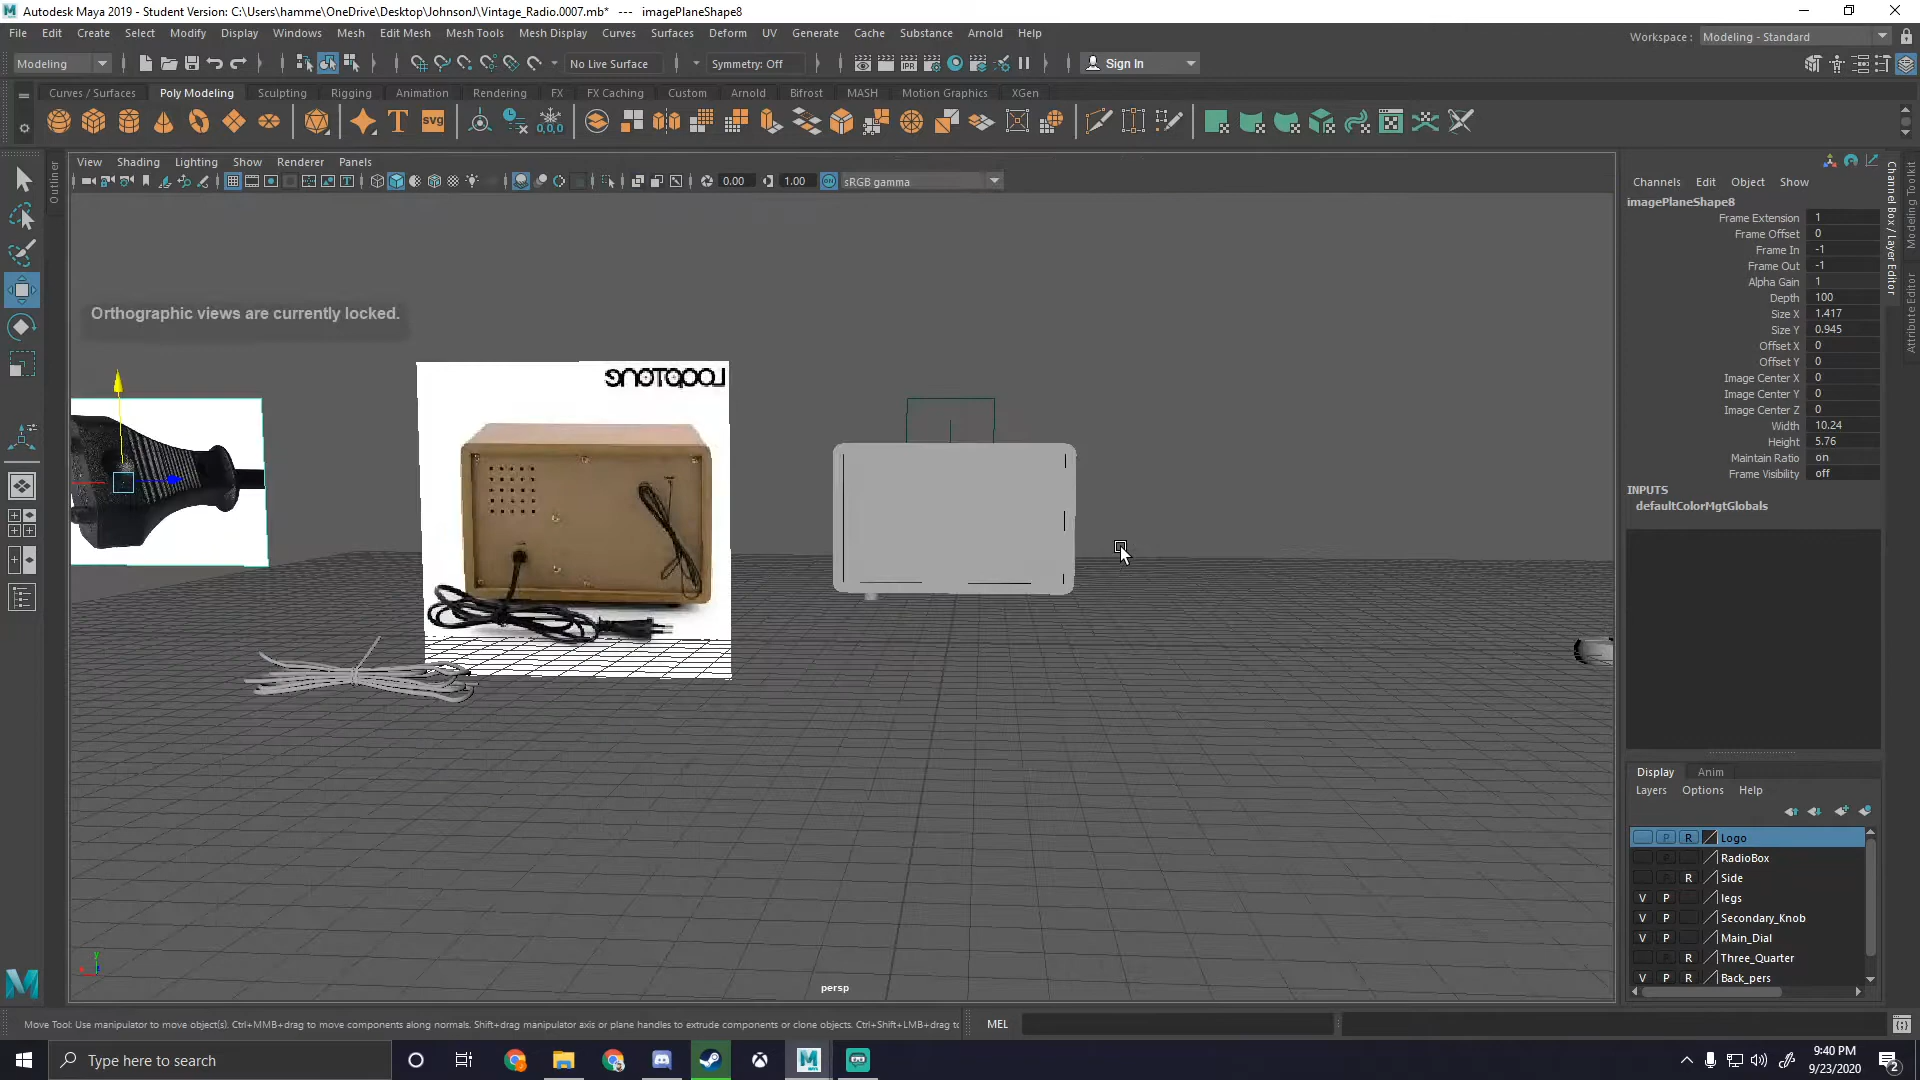 Autodesk Maya 2019 - Student Version: C:\Users\hamme\OneDrive\Desktop\JohnsonJ\Vintage_Radio.0007.mb* --- imagePlaneShape8
File Edit Create Select Modify Display Windows Mesh Edit Mesh Mesh Tools Mesh Display Curves Surfaces Deform UV Generate Cache Substance Arnold Help
Workspace : Modeling - Standard
Modeling No Live Surface Symmetry: Off Sign In
Curves / Surfaces Poly Modeling Sculpting Rigging Animation Rendering FX FX Caching Custom Arnold Bifrost MASH Motion Graphics XGen
T svg 0,0,0
View Shading Lighting Show Renderer Panels
0.00 1.00 ON sRGB gamma
Outliner
Orthographic views are currently locked.
LOOPTONE
persp
Channels Edit Object Show
imagePlaneShape8
Frame Extension 1
Frame Offset 0
Frame In -1
Frame Out -1
Alpha Gain 1
Depth 100
Size X 1.417
Size Y 0.945
Offset X 0
Offset Y 0
Image Center X 0
Image Center Y 0
Image Center Z 0
Width 10.24
Height 5.76
Maintain Ratio on
Frame Visibility off
INPUTS
defaultColorMgtGlobals
Channel Box / Layer Editor
Modeling Toolkit
Attribute Editor
Display Anim
Layers Options Help
P R Logo
RadioBox
R Side
V P legs
V P Secondary_Knob
V P Main_Dial
R Three_Quarter
V P R Back_pers
Move Tool: Use manipulator to move object(s). Ctrl+MMB+drag to move components along normals. Shift+drag manipulator axis or plane handles to extrude components or clone objects. Ctrl+Shift+LMB+drag to
MEL
Type here to search
9:40 PM
9/23/2020
2